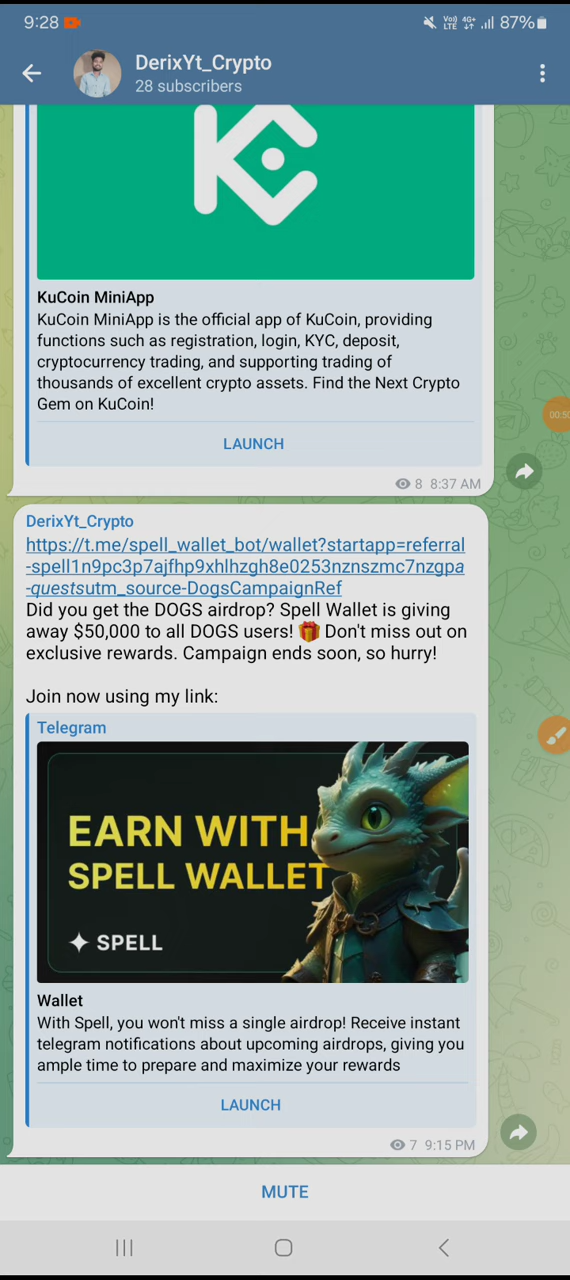 9:28
Vo))
LTE
4G+
87%
DerixYt_Crypto
28 subscribers
KuCoin MiniApp
KuCoin MiniApp is the official app of KuCoin, providing
functions such as registration, login, KYC, deposit,
cryptocurrency trading, and supporting trading of
thousands of excellent crypto assets. Find the Next Crypto
Gem on KuCoin!
LAUNCH
8 8:37 AM
00:50
DerixYt_Crypto
https://t.me/spell_wallet_bot/wallet?startapp=referral
-spell1n9pc3p7ajfhp9xhlhzgh8e0253nznszmc7nzgpa
-questsutm_source-DogsCampaignRef
Did you get the DOGS airdrop? Spell Wallet is giving
away $50,000 to all DOGS users! 🎁 Don't miss out on
exclusive rewards. Campaign ends soon, so hurry!
Join now using my link:
Telegram
EARN WITH
SPELL WALLET
SPELL
Wallet
With Spell, you won't miss a single airdrop! Receive instant
telegram notifications about upcoming airdrops, giving you
ample time to prepare and maximize your rewards
LAUNCH
7 9:15 PM
MUTE